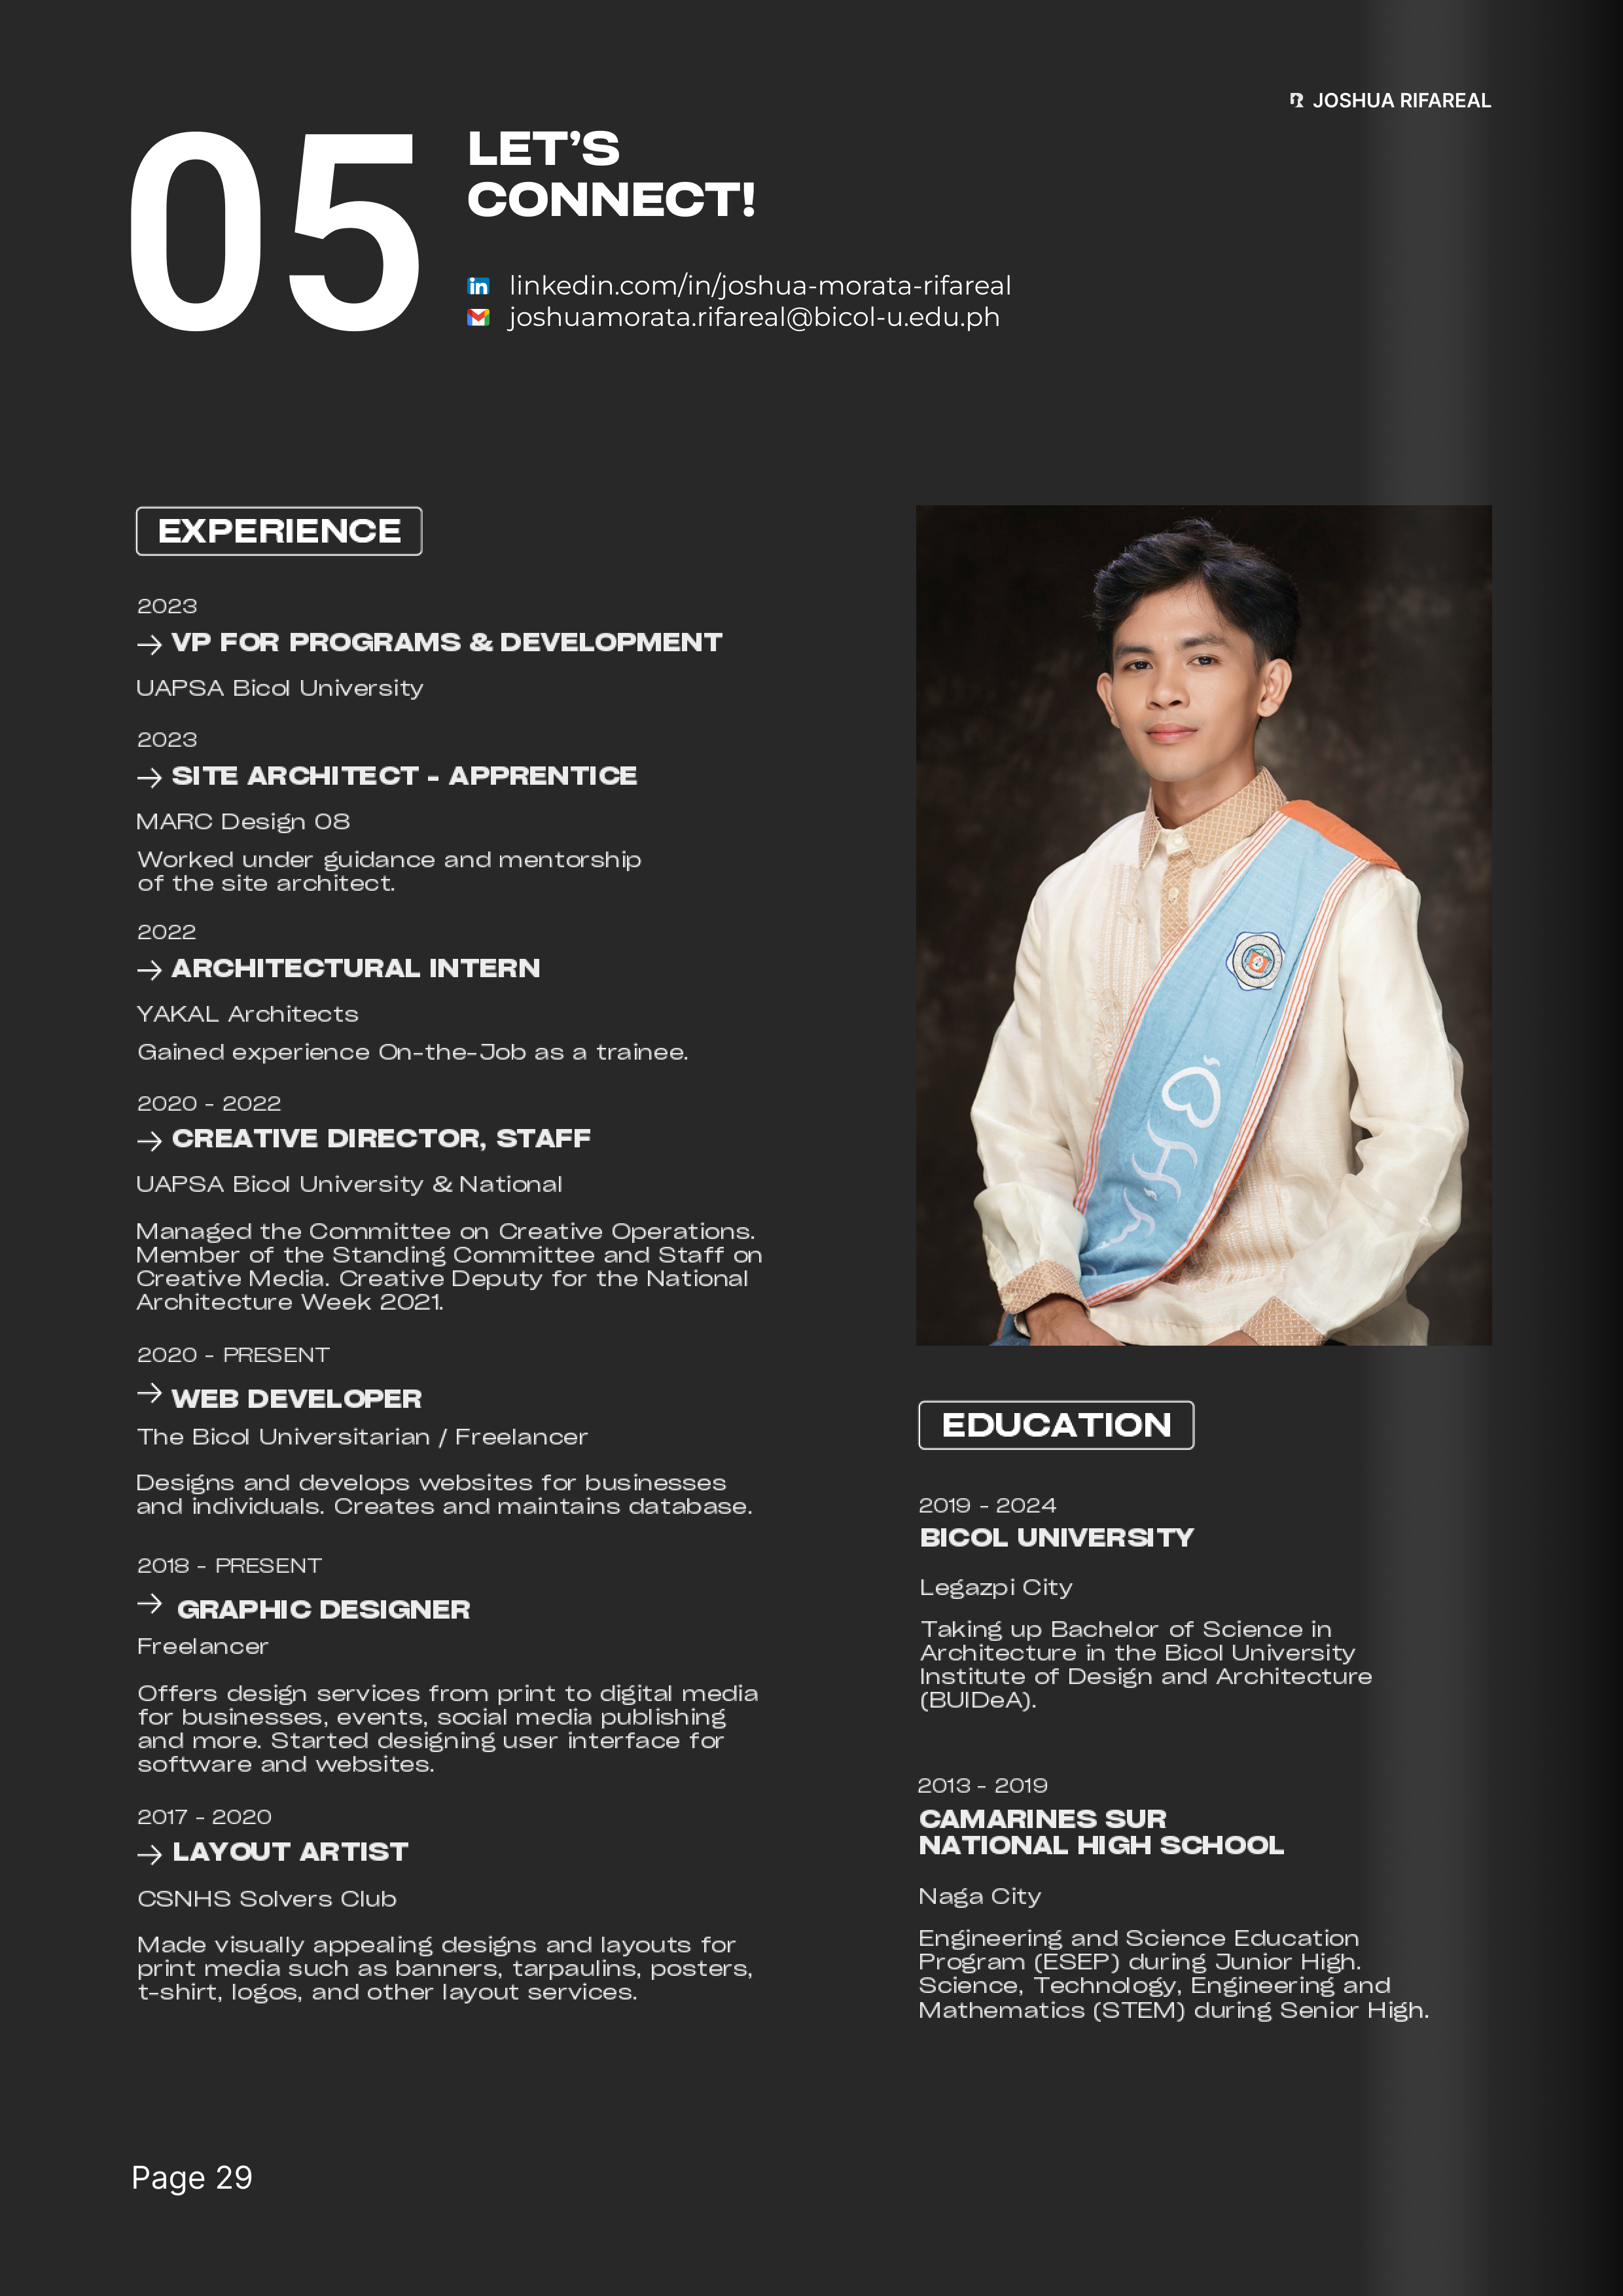 JOSHUA RIFAREAL
05
LET'S
CONNECT!
linkedin.com/in/joshua-morata-rifareal
joshuamorata.rifareal@bicol-u.edu.ph
EXPERIENCE
2023
→ VP FOR PROGRAMS & DEVELOPMENT
UAPSA Bicol University
2023
→ SITE ARCHITECT - APPRENTICE
MARC Design 08
Worked under guidance and mentorship
of the site architect.
2022
→ ARCHITECTURAL INTERN
YAKAL Architects
Gained experience On-the-Job as a trainee.
2020 - 2022
→ CREATIVE DIRECTOR, STAFF
UAPSA Bicol University & National
Managed the Committee on Creative Operations.
Member of the Standing Committee and Staff on
Creative Media. Creative Deputy for the National
Architecture Week 2021.
2020 - PRESENT
→ WEB DEVELOPER
The Bicol Universitarian / Freelancer
Designs and develops websites for businesses
and individuals. Creates and maintains database.
2018 - PRESENT
→ GRAPHIC DESIGNER
Freelancer
Offers design services from print to digital media
for businesses, events, social media publishing
and more. Started designing user interface for
software and websites.
2017 - 2020
→ LAYOUT ARTIST
CSNHS Solvers Club
Made visually appealing designs and layouts for
print media such as banners, tarpaulins, posters,
t-shirt, logos, and other layout services.
EDUCATION
2019 - 2024
BICOL UNIVERSITY
Legazpi City
Taking up Bachelor of Science in
Architecture in the Bicol University
Institute of Design and Architecture
(BUIDeA).
2013 - 2019
CAMARINES SUR
NATIONAL HIGH SCHOOL
Naga City
Engineering and Science Education
Program (ESEP) during Junior High.
Science, Technology, Engineering and
Mathematics (STEM) during Senior High.
Page 29